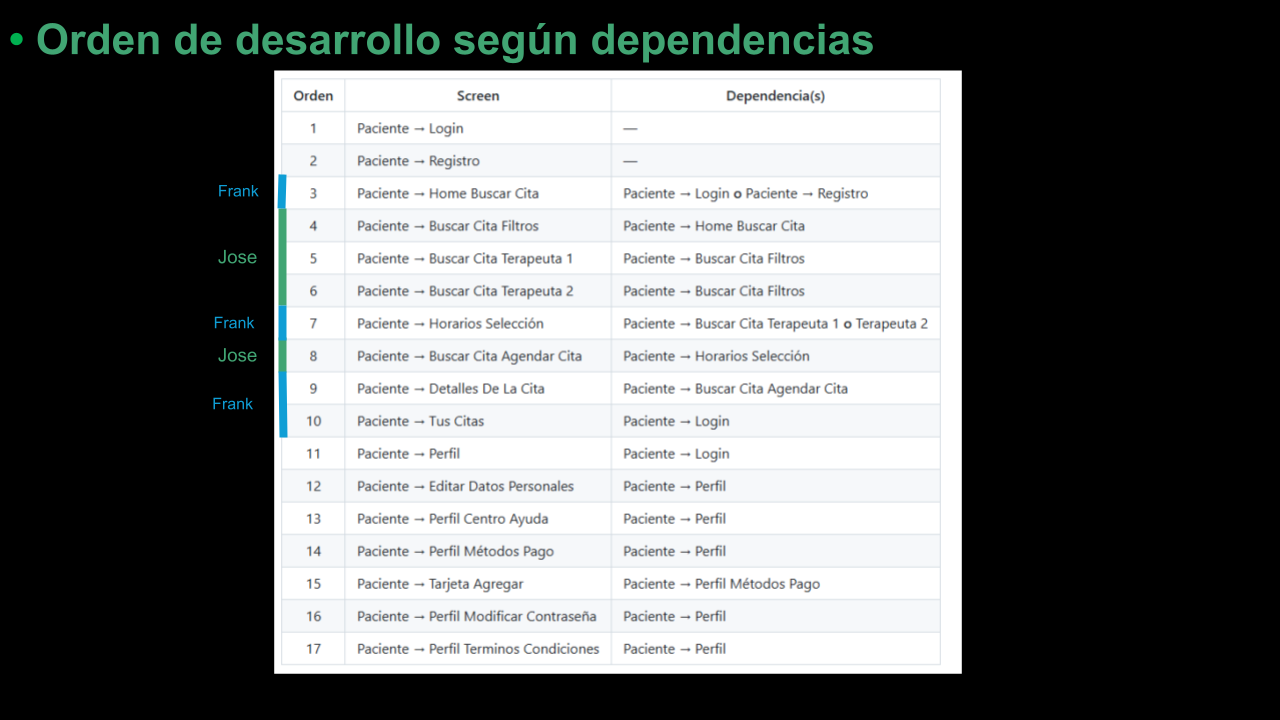 • Orden de desarrollo según dependencias
Orden Screen Dependencia(s)
1 Paciente → Login —
2 Paciente → Registro —
Frank 3 Paciente → Home Buscar Cita Paciente → Login o Paciente → Registro
4 Paciente → Buscar Cita Filtros Paciente → Home Buscar Cita
Jose 5 Paciente → Buscar Cita Terapeuta 1 Paciente → Buscar Cita Filtros
6 Paciente → Buscar Cita Terapeuta 2 Paciente → Buscar Cita Filtros
Frank 7 Paciente → Horarios Selección Paciente → Buscar Cita Terapeuta 1 o Terapeuta 2
Jose 8 Paciente → Buscar Cita Agendar Cita Paciente → Horarios Selección
9 Paciente → Detalles De La Cita Paciente → Buscar Cita Agendar Cita
Frank
10 Paciente → Tus Citas Paciente → Login
11 Paciente → Perfil Paciente → Login
12 Paciente → Editar Datos Personales Paciente → Perfil
13 Paciente → Perfil Centro Ayuda Paciente → Perfil
14 Paciente → Perfil Métodos Pago Paciente → Perfil
15 Paciente → Tarjeta Agregar Paciente → Perfil Métodos Pago
16 Paciente → Perfil Modificar Contraseña Paciente → Perfil
17 Paciente → Perfil Terminos Condiciones Paciente → Perfil